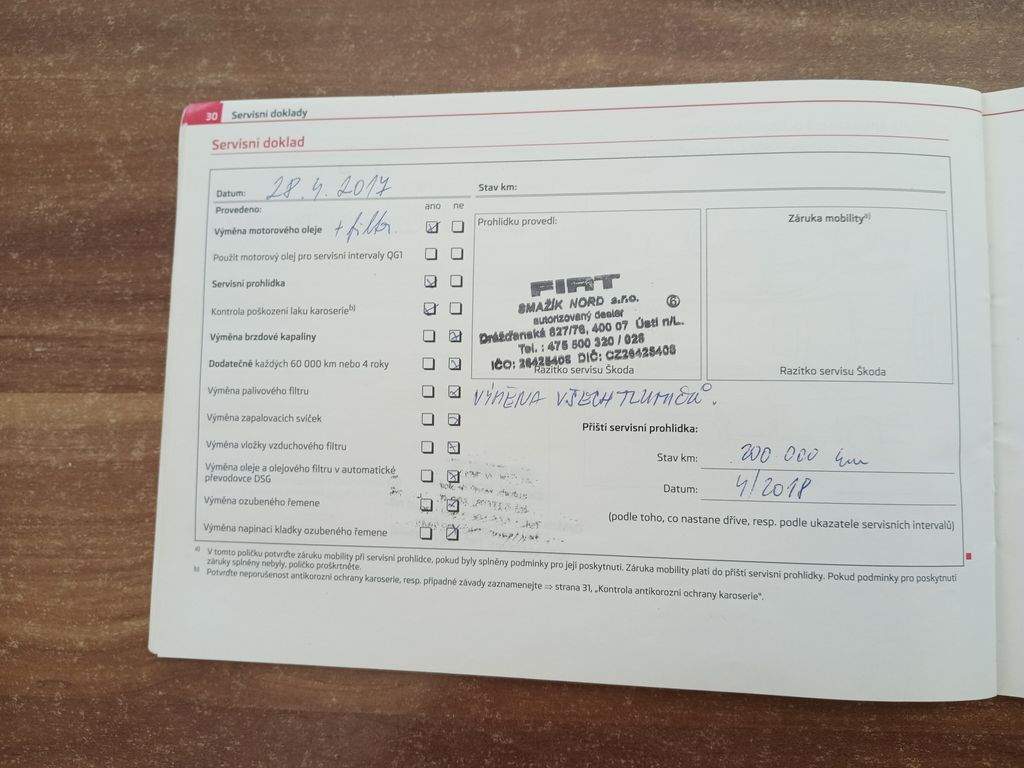 30 Servisní doklady
Servisní doklad
Datum: 28. 4. 2017
Stav km:
Provedeno: ano ne
Výměna motorového oleje + filtr
Použit motorový olej pro servisní intervaly QG1
Servisní prohlídka
Kontrola poškození laku karoserie b)
Výměna brzdové kapaliny
Dodatečně každých 60 000 km nebo 4 roky
Výměna palivového filtru
Výměna zapalovacích svíček
Výměna vložky vzduchového filtru
Výměna oleje a olejového filtru v automatické
převodovce DSG
Výměna ozubeného řemene
Výměna napínací kladky ozubeného řemene
Prohlídku provedl:
FIAT
SMAŽÍK NORD s.r.o. 6
autorizovaný dealer
Drážďanská 827/76, 400 07 Ústí n/L.
Tel. : 475 500 320 / 028
IČO: 26425408 DIČ: CZ26425408
Razítko servisu Škoda
Záruka mobility a)
Razítko servisu Škoda
VÝMĚNA VŠECH TLUMIČŮ.
Příští servisní prohlídka:
Stav km: 200 000 km
Datum: 4/2018
(podle toho, co nastane dříve, resp. podle ukazatele servisních intervalů)
a) V tomto políčku potvrďte záruku mobility při servisní prohlídce, pokud byly splněny podmínky pro její poskytnutí. Záruka mobility platí do příští servisní prohlídky. Pokud podmínky pro poskytnutí
záruky splněny nebyly, políčko proškrtněte.
b) Potvrďte neporušenost antikorozní ochrany karoserie, resp. případné závady zaznamenejte ⇒ strana 31, „Kontrola antikorozní ochrany karoserie“.